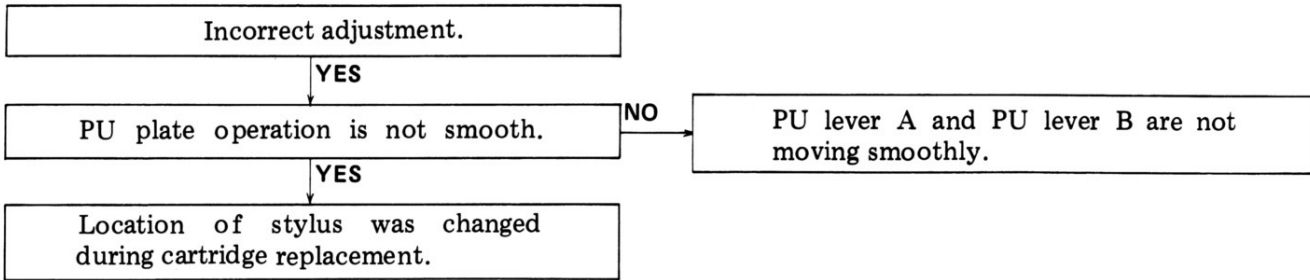 Incorrect adjustment.
YES
PU plate operation is not smooth.
NO
PU lever A and PU lever B are not
moving smoothly.
YES
Location of stylus was changed
during cartridge replacement.